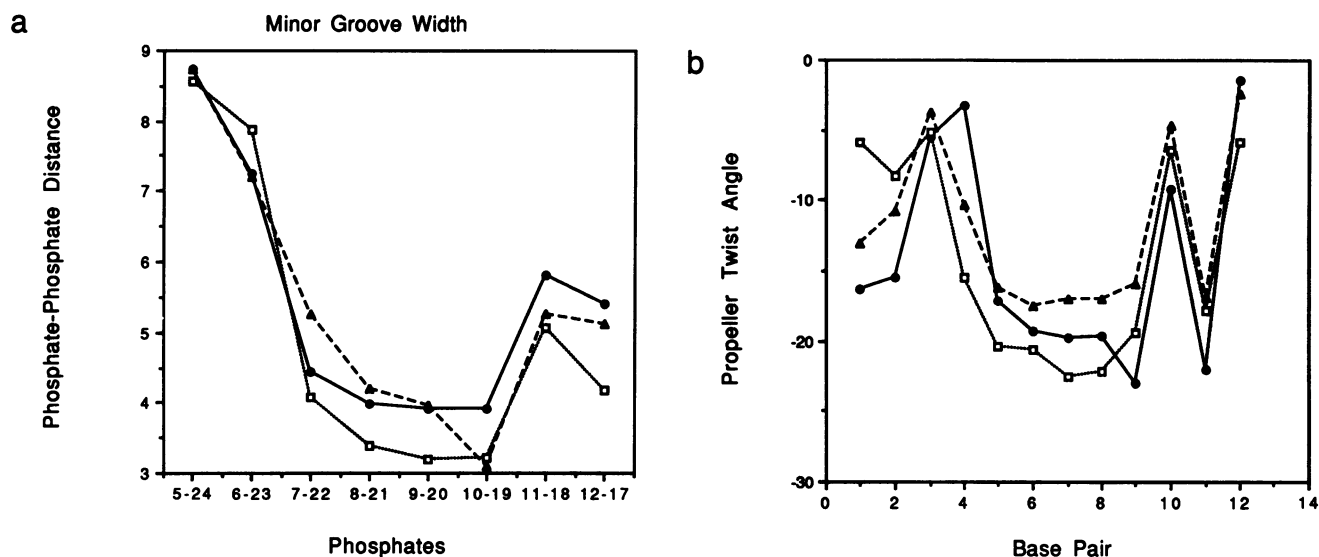 a
Minor Groove Width
Phosphate-Phosphate Distance
9
8
7
6
5
4
3
5-24 6-23 7-22 8-21 9-20 10-19 11-18 12-17
Phosphates
b
Propeller Twist Angle
0
-10
-20
-30
0 2 4 6 8 10 12 14
Base Pair